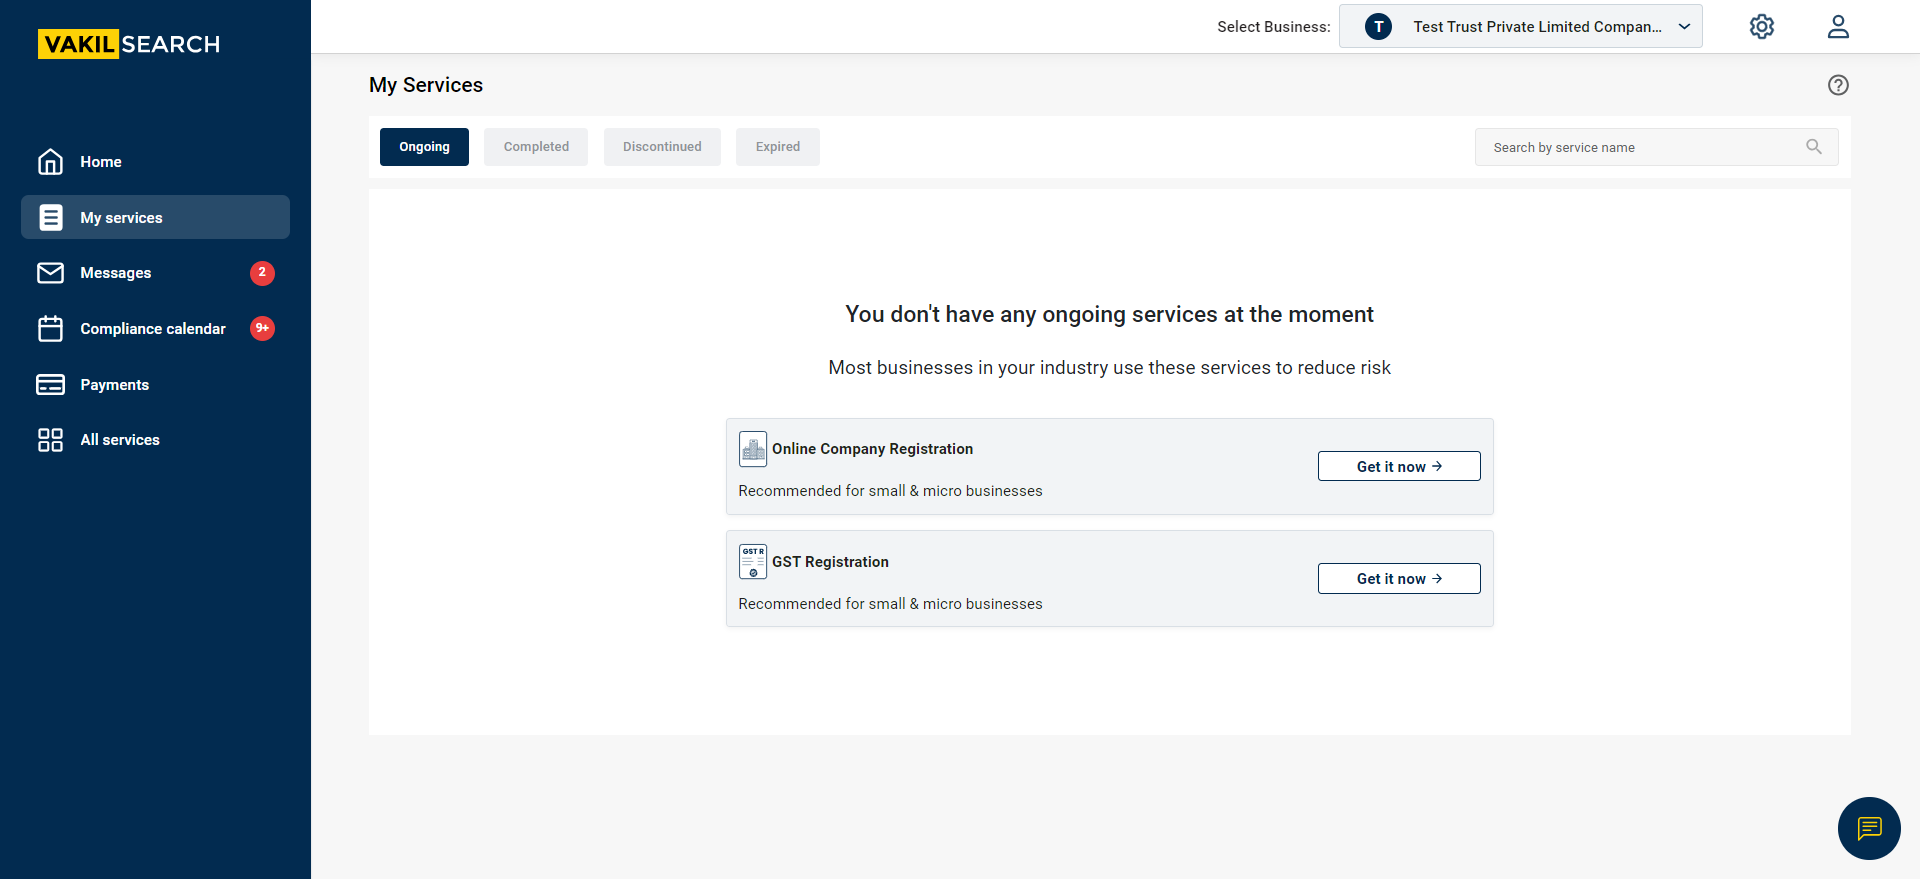 VAKILSEARCH
Select Business:
T
Test Trust Private Limited Compan...
My Services
Home
My services
Messages
2
Compliance calendar
9+
Payments
All services
Ongoing
Completed
Discontinued
Expired
Search by service name
You don't have any ongoing services at the moment
Most businesses in your industry use these services to reduce risk
Online Company Registration
Recommended for small & micro businesses
Get it now →
GST R
GST Registration
Recommended for small & micro businesses
Get it now →